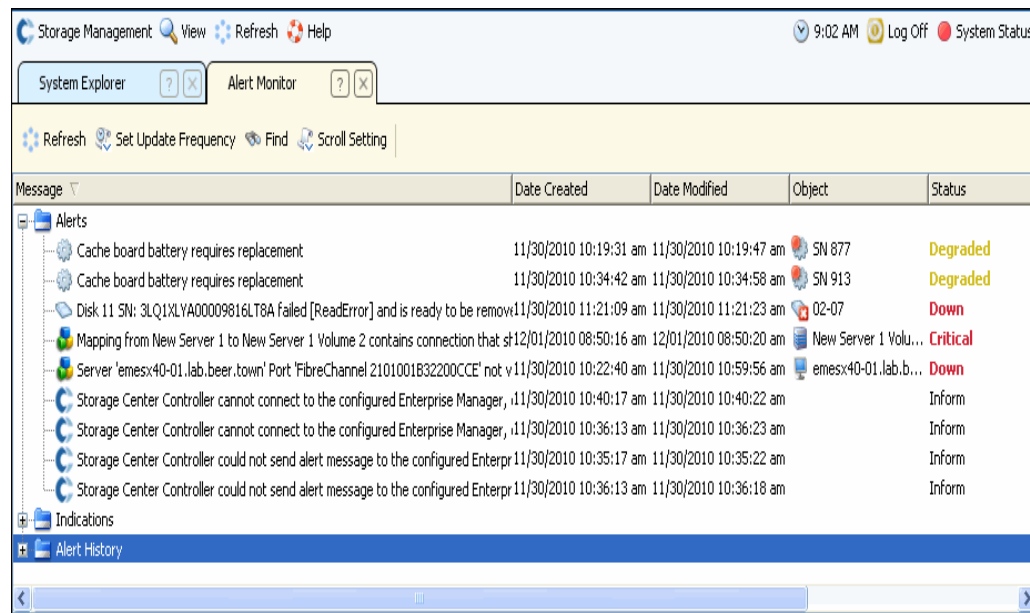 Storage Management View Refresh Help 9:02 AM Log Off System Status
System Explorer ? X Alert Monitor ? X
Refresh Set Update Frequency Find Scroll Setting
Message Date Created Date Modified Object Status
Alerts
Cache board battery requires replacement 11/30/2010 10:19:31 am 11/30/2010 10:19:47 am SN 877 Degraded
Cache board battery requires replacement 11/30/2010 10:34:42 am 11/30/2010 10:34:58 am SN 913 Degraded
Disk 11 SN: 3LQ1XLYA00009816LT8A failed [ReadError] and is ready to be remove 11/30/2010 11:21:09 am 11/30/2010 11:21:23 am 02-07 Down
Mapping from New Server 1 to New Server 1 Volume 2 contains connection that st 12/01/2010 08:50:16 am 12/01/2010 08:50:20 am New Server 1 Volu... Critical
Server 'emesx40-01.lab.beer.town' Port 'FibreChannel 2101001B32200CCE' not v 11/30/2010 10:22:40 am 11/30/2010 10:59:56 am emesx40-01.lab.b... Down
Storage Center Controller cannot connect to the configured Enterprise Manager, 11/30/2010 10:40:17 am 11/30/2010 10:40:22 am Inform
Storage Center Controller cannot connect to the configured Enterprise Manager, 11/30/2010 10:36:13 am 11/30/2010 10:36:23 am Inform
Storage Center Controller could not send alert message to the configured Enterpr 11/30/2010 10:35:17 am 11/30/2010 10:35:22 am Inform
Storage Center Controller could not send alert message to the configured Enterpr 11/30/2010 10:36:13 am 11/30/2010 10:36:18 am Inform
Indications
Alert History